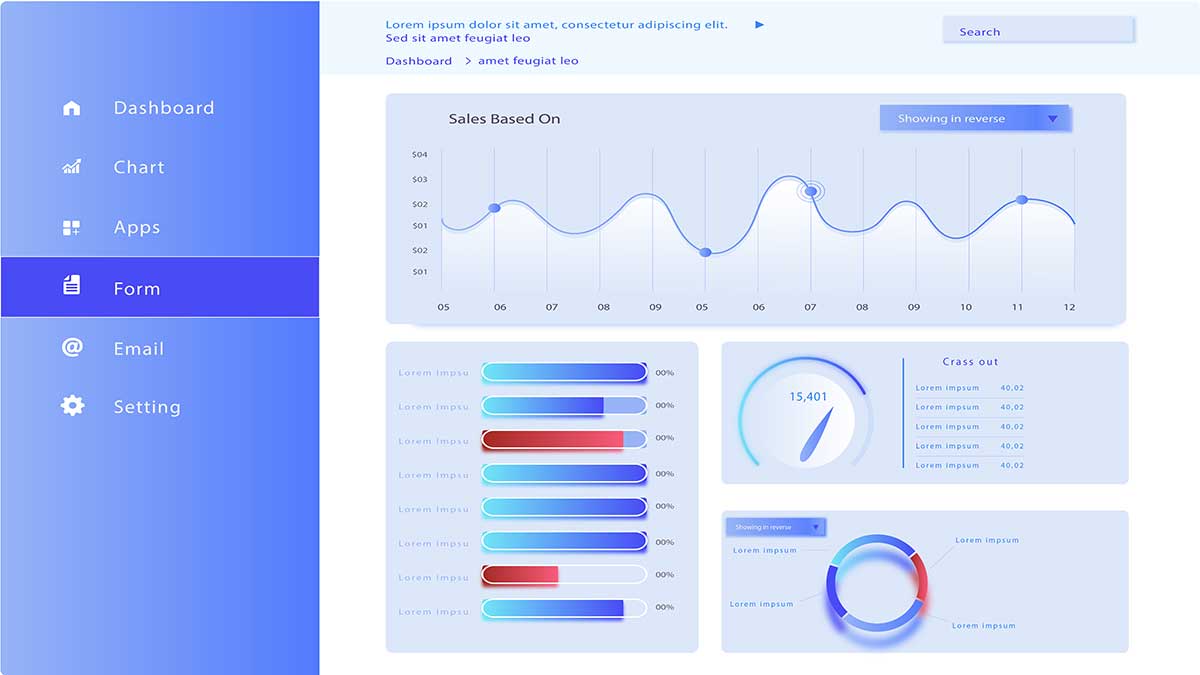 Dashboard
Chart
Apps
Form
Email
Setting
Lorem ipsum dolor sit amet, consectetur adipiscing elit.
Sed sit amet feugiat leo
Dashboard > amet feugiat leo
Search
Sales Based On
Showing in reverse
$04
$03
$02
$01
$02
$01
05 06 07 08 09 05 06 07 08 09 10 11 12
Lorem Impsu 00%
Lorem Impsu 00%
Lorem Impsu 00%
Lorem Impsu 00%
Lorem Impsu 00%
Lorem Impsu 00%
Lorem Impsu 00%
Lorem Impsu 00%
15,401
Crass out
Lorem impsum 40,02
Lorem impsum 40,02
Lorem impsum 40,02
Lorem impsum 40,02
Lorem impsum 40,02
Showing in reverse
Lorem impsum
Lorem impsum
Lorem impsum
Lorem impsum